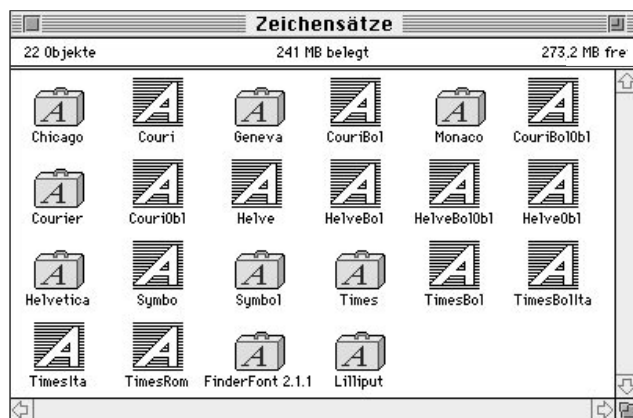 Zeichensätze
22 Objekte 241 MB belegt 273,2 MB fre
Chicago Couri Geneva CouriBol Monaco CouriBolObl
Courier CouriObl Helve HelveBol HelveBolObl HelveObl
Helvetica Symbo Symbol Times TimesBol TimesBolIta
TimesIta TimesRom FinderFont 2.1.1 Lilliput